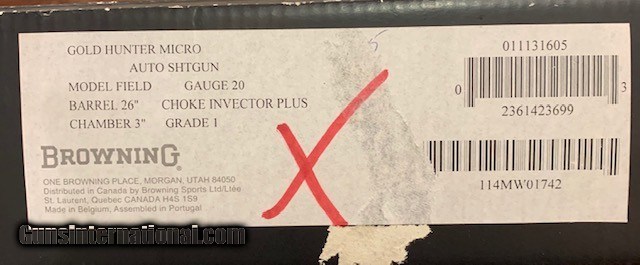 GOLD HUNTER MICRO
AUTO SHTGUN
MODEL FIELD GAUGE 20
BARREL 26" CHOKE INVECTOR PLUS
CHAMBER 3" GRADE 1
BROWNING
ONE BROWNING PLACE, MORGAN, UTAH 84050
Distributed in Canada by Browning Sports Ltd/Ltée
St. Laurent, Quebec CANADA H4S 1S9
Made in Belgium; Assembled in Portugal
5
X
011131605
0 3
2361423699
114MW01742
GunsInternational.com